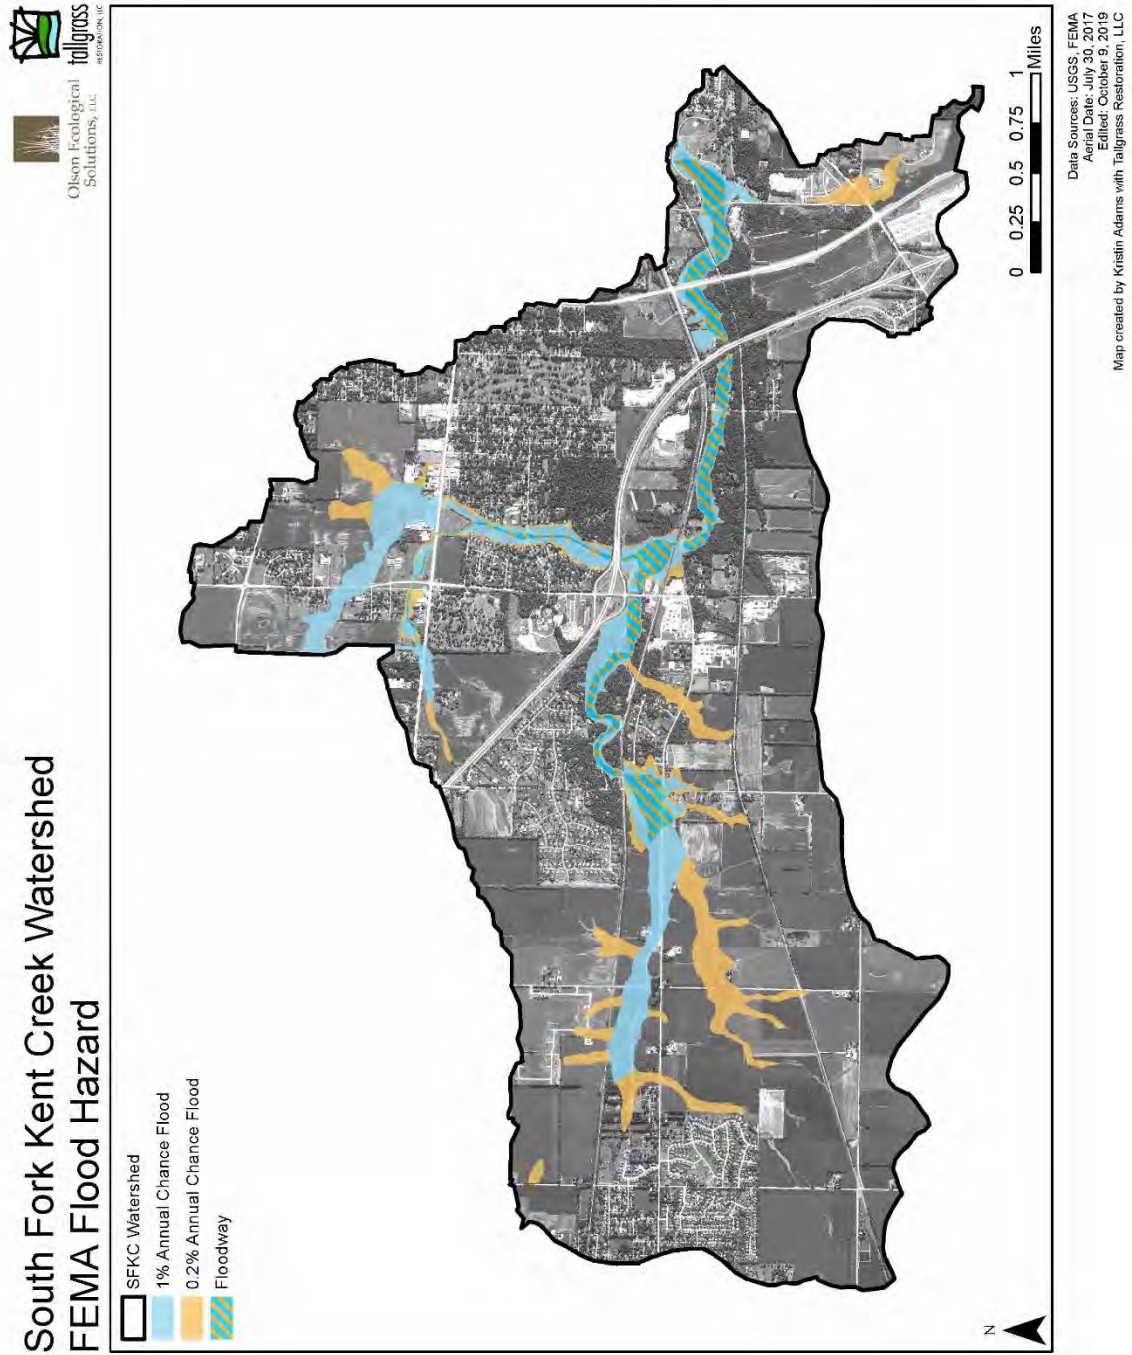 South Fork Kent Creek Watershed
FEMA Flood Hazard
Olson Ecological
Solutions, LLC
tallgrass
RESTORATION, LLC
SFKC Watershed
1% Annual Chance Flood
0.2% Annual Chance Flood
Floodway
N
0 0.25 0.5 0.75 1
Miles
Data Sources: USGS, FEMA
Aerial Date: July 30, 2017
Edited: October 9, 2019
Map created by Kristin Adams with Tallgrass Restoration, LLC